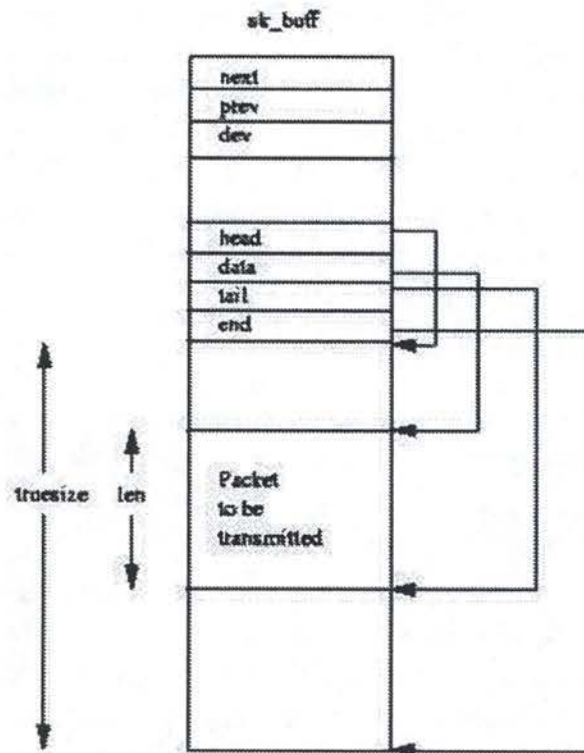 sk_buff
next
prev
dev
head
data
tail
end
truesize
len
Packet
to be
transmitted